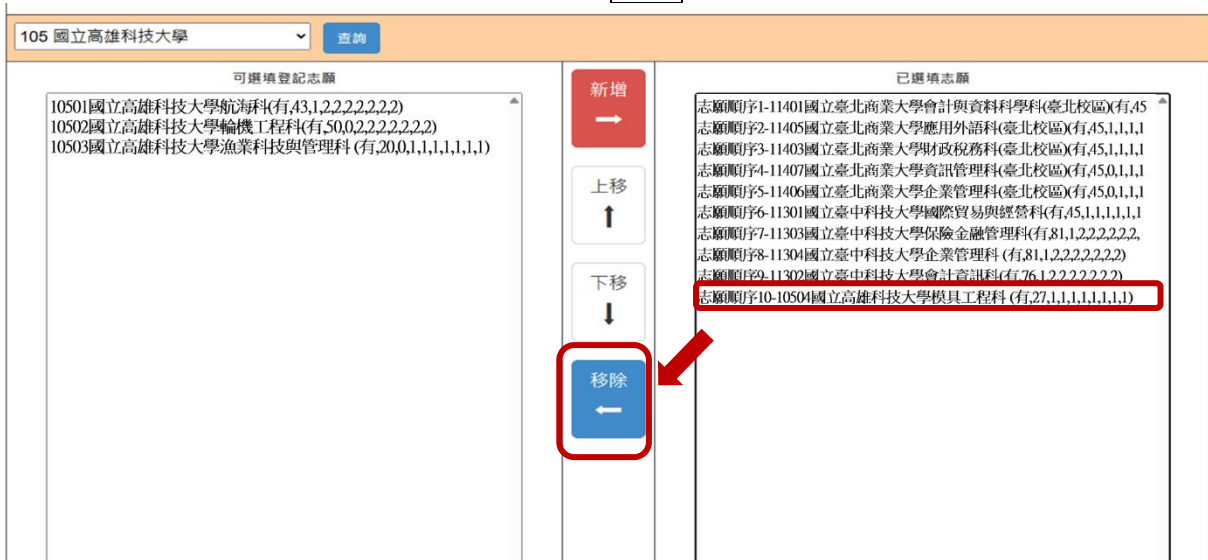 105 國立高雄科技大學
查詢
可選填登記志願
10501國立高雄科技大學航海科(有,43,1,2,2,2,2,2,2,2)
10502國立高雄科技大學輪機工程科(有,50,0,2,2,2,2,2,2,2)
10503國立高雄科技大學漁業科技與管理科 (有,20,0,1,1,1,1,1,1,1)
新增
上移
下移
移除
已選填志願
志願順序1-11401國立臺北商業大學會計與資料科學科(臺北校區)(有,45
志願順序2-11405國立臺北商業大學應用外語科(臺北校區)(有,45,1,1,1,1
志願順序3-11403國立臺北商業大學財政稅務科(臺北校區)(有,45,1,1,1,1
志願順序4-11407國立臺北商業大學資訊管理科(臺北校區)(有,45,0,1,1,1
志願順序5-11406國立臺北商業大學企業管理科(臺北校區)(有,45,0,1,1,1
志願順序6-11301國立臺中科技大學國際貿易與經營科(有,45,1,1,1,1,1,1
志願順序7-11303國立臺中科技大學保險金融管理科(有,81,1,2,2,2,2,2,2,
志願順序8-11304國立臺中科技大學企業管理科 (有,81,1,2,2,2,2,2,2,2)
志願順序9-11302國立臺中科技大學會計資訊科(有,76,1,2,2,2,2,2,2,2)
志願順序10-10504國立高雄科技大學模具工程科 (有,27,1,1,1,1,1,1,1,1)